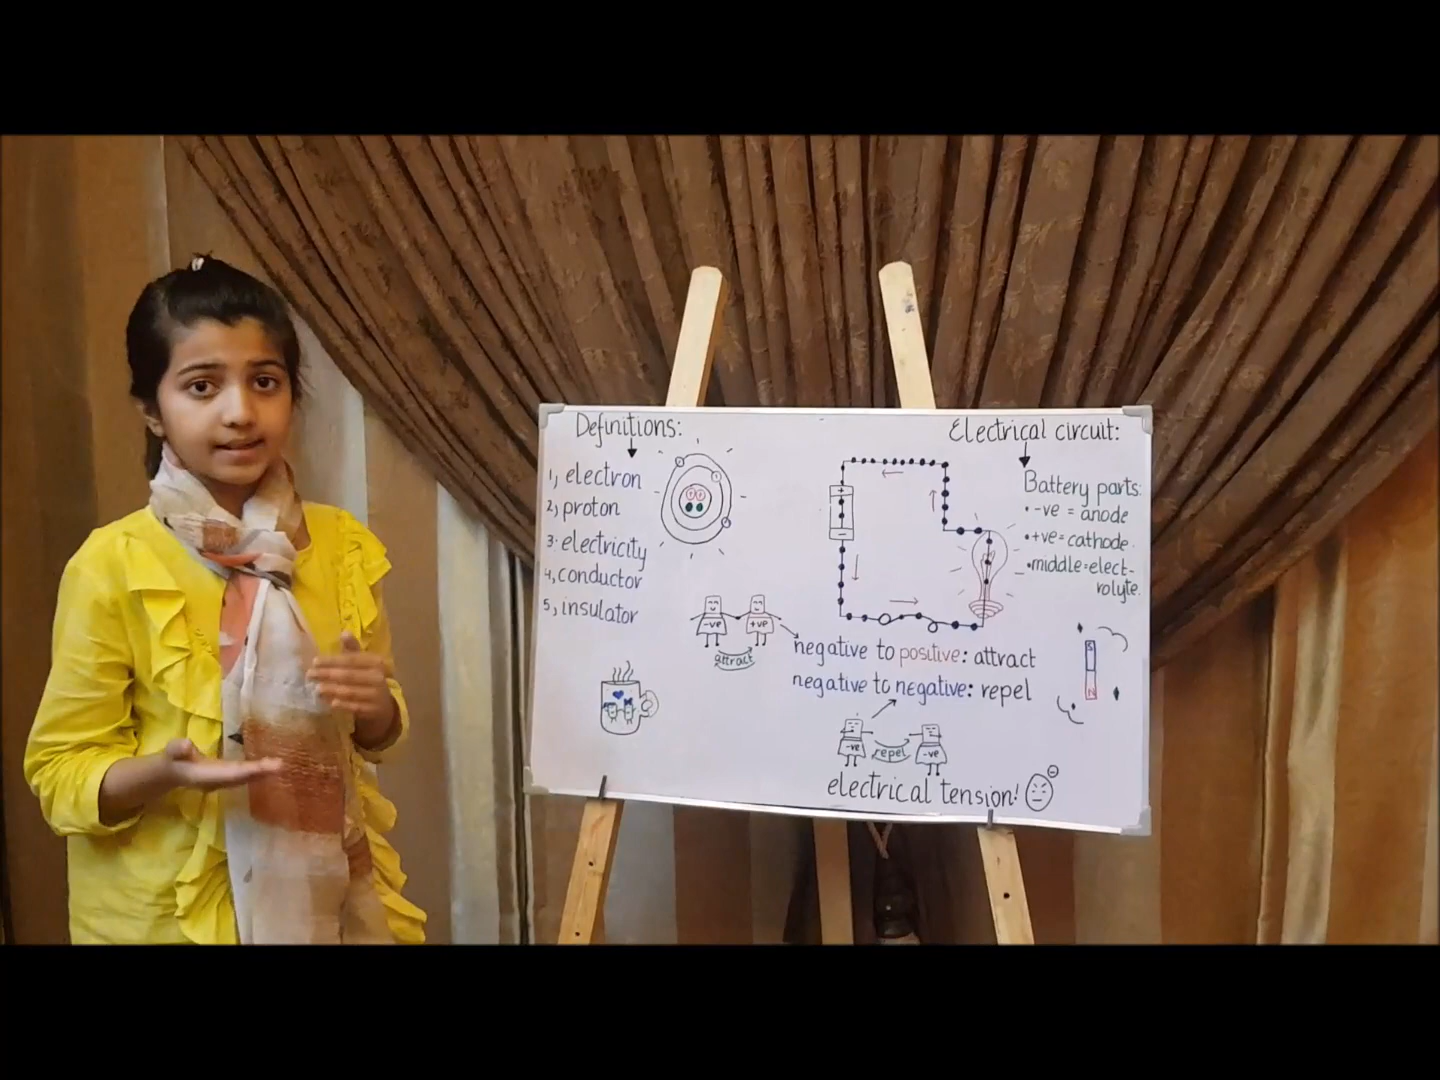 Definitions:
1, electron
2, proton
3. electricity
4, conductor
5, insulator
-ve
+ve
attract
Electrical circuit:
+
-
Battery parts:
• -ve = anode
• +ve = cathode.
• middle = elect-
rolyte.
negative to positive: attract
negative to negative: repel
-ve
repel
-ve
electrical tension!
S
N